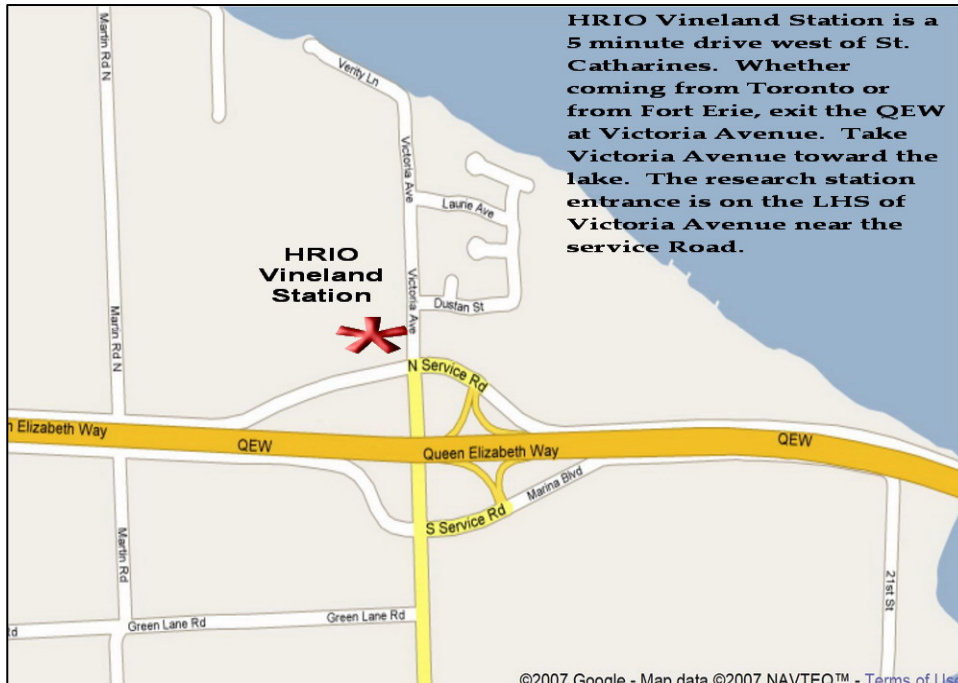 HRIO Vineland Station is a
5 minute drive west of St.
Catharines. Whether
coming from Toronto or
from Fort Erie, exit the QEW
at Victoria Avenue. Take
Victoria Avenue toward the
lake. The research station
entrance is on the LHS of
Victoria Avenue near the
service Road.
Martin Rd N
Verity Ln
Victoria Ave
Laurie Ave
HRIO
Vineland
Station
Victoria Ave
Dustan St
Martin Rd N
N Service Rd
n Elizabeth Way
QEW
Queen Elizabeth Way
QEW
Marina Blvd
S Service Rd
Martin Rd
21st St
Rd
Green Lane Rd
Green Lane Rd
©2007 Google - Map data ©2007 NAVTEQ™ - Terms of Use